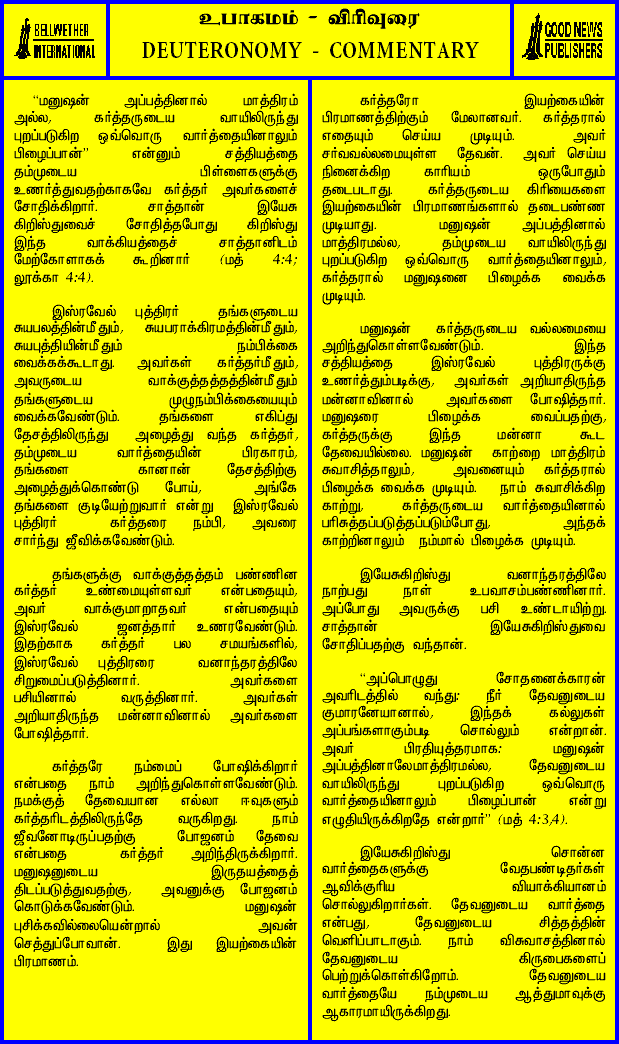 BELLWETHER
INTERNATIONAL
உபாகமம் - விரிவுரை
DEUTERONOMY - COMMENTARY
GOOD NEWS
PUBLISHERS
“மனுஷன் அப்பத்தினால் மாத்திரம்
அல்ல, கர்த்தருடைய வாயிலிருந்து
புறப்படுகிற ஒவ்வொரு வார்த்தையினாலும்
பிழைப்பான்” என்னும் சத்தியத்தை
தம்முடைய பிள்ளைகளுக்கு
உணர்த்துவதற்காகவே கர்த்தர் அவர்களைச்
சோதிக்கிறார். சாத்தான் இயேசு
கிறிஸ்துவைச் சோதித்தபோது கிறிஸ்து
இந்த வாக்கியத்தைச் சாத்தானிடம்
மேற்கோளாகக் கூறினார் (மத் 4:4;
லூக்கா 4:4).
இஸ்ரவேல் புத்திரர் தங்களுடைய
சுயபலத்தின்மீதும், சுயபராக்கிரமத்தின்மீதும்,
சுயபுத்தியின்மீதும் நம்பிக்கை
வைக்கக்கூடாது. அவர்கள் கர்த்தர்மீதும்,
அவருடைய வாக்குத்தத்தத்தின்மீதும்
தங்களுடைய முழுநம்பிக்கையையும்
வைக்கவேண்டும். தங்களை எகிப்து
தேசத்திலிருந்து அழைத்து வந்த கர்த்தர்,
தம்முடைய வார்த்தையின் பிரகாரம்,
தங்களை கானான் தேசத்திற்கு
அழைத்துக்கொண்டு போய், அங்கே
தங்களை குடியேற்றுவார் என்று இஸ்ரவேல்
புத்திரர் கர்த்தரை நம்பி, அவரை
சார்ந்து ஜீவிக்கவேண்டும்.
தங்களுக்கு வாக்குத்தத்தம் பண்ணின
கர்த்தர் உண்மையுள்ளவர் என்பதையும்,
அவர் வாக்குமாறாதவர் என்பதையும்
இஸ்ரவேல் ஜனத்தார் உணரவேண்டும்.
இதற்காக கர்த்தர் பல சமயங்களில்,
இஸ்ரவேல் புத்திரரை வனாந்தரத்திலே
சிறுமைப்படுத்தினார். அவர்களை
பசியினால் வருத்தினார். அவர்கள்
அறியாதிருந்த மன்னாவினால் அவர்களை
போஷித்தார்.
கர்த்தரே நம்மைப் போஷிக்கிறார்
என்பதை நாம் அறிந்துகொள்ளவேண்டும்.
நமக்குத் தேவையான எல்லா ஈவுகளும்
கர்த்தரிடத்திலிருந்தே வருகிறது. நாம்
ஜீவனோடிருப்பதற்கு போஜனம் தேவை
என்பதை கர்த்தர் அறிந்திருக்கிறார்.
மனுஷனுடைய இருதயத்தைத்
திடப்படுத்துவதற்கு, அவனுக்கு போஜனம்
கொடுக்கவேண்டும். மனுஷன்
புசிக்கவில்லையென்றால் அவன்
செத்துப்போவான். இது இயற்கையின்
பிரமாணம்.
கர்த்தரோ இயற்கையின்
பிரமாணத்திற்கும் மேலானவர். கர்த்தரால்
எதையும் செய்ய முடியும். அவர்
சர்வவல்லமையுள்ள தேவன். அவர் செய்ய
நினைக்கிற காரியம் ஒருபோதும்
தடைபடாது. கர்த்தருடைய கிரியைகளை
இயற்கையின் பிரமாணங்களால் தடைபண்ண
முடியாது. மனுஷன் அப்பத்தினால்
மாத்திரமல்ல, தம்முடைய வாயிலிருந்து
புறப்படுகிற ஒவ்வொரு வார்த்தையினாலும்,
கர்த்தரால் மனுஷனை பிழைக்க வைக்க
முடியும்.
மனுஷன் கர்த்தருடைய வல்லமையை
அறிந்துகொள்ளவேண்டும். இந்த
சத்தியத்தை இஸ்ரவேல் புத்திரருக்கு
உணர்த்தும்படிக்கு, அவர்கள் அறியாதிருந்த
மன்னாவினால் அவர்களை போஷித்தார்.
மனுஷரை பிழைக்க வைப்பதற்கு,
கர்த்தருக்கு இந்த மன்னா கூட
தேவையில்லை. மனுஷன் காற்றை மாத்திரம்
சுவாசித்தாலும், அவனையும் கர்த்தரால்
பிழைக்க வைக்க முடியும். நாம் சுவாசிக்கிற
காற்று, கர்த்தருடைய வார்த்தையினால்
பரிசுத்தப்படுத்தப்படும்போது, அந்தக்
காற்றினாலும் நம்மால் பிழைக்க முடியும்.
இயேசுகிறிஸ்து வனாந்தரத்திலே
நாற்பது நாள் உபவாசம்பண்ணினார்.
அப்போது அவருக்கு பசி உண்டாயிற்று.
சாத்தான் இயேசுகிறிஸ்துவை
சோதிப்பதற்கு வந்தான்.
“அப்பொழுது சோதனைக்காரன்
அவரிடத்தில் வந்து: நீர் தேவனுடைய
குமாரனேயானால், இந்தக் கல்லுகள்
அப்பங்களாகும்படி சொல்லும் என்றான்.
அவர் பிரதியுத்தரமாக: மனுஷன்
அப்பத்தினாலேமாத்திரமல்ல, தேவனுடைய
வாயிலிருந்து புறப்படுகிற ஒவ்வொரு
வார்த்தையினாலும் பிழைப்பான் என்று
எழுதியிருக்கிறதே என்றார்” (மத் 4:3,4).
இயேசுகிறிஸ்து சொன்ன
வார்த்தைகளுக்கு வேதபண்டிதர்கள்
ஆவிக்குரிய வியாக்கியானம்
சொல்லுகிறார்கள். தேவனுடைய வார்த்தை
என்பது, தேவனுடைய சித்தத்தின்
வெளிப்பாடாகும். நாம் விசுவாசத்தினால்
தேவனுடைய கிருபைகளைப்
பெற்றுக்கொள்கிறோம். தேவனுடைய
வார்த்தையே நம்முடைய ஆத்துமாவுக்கு
ஆகாரமாயிருக்கிறது.